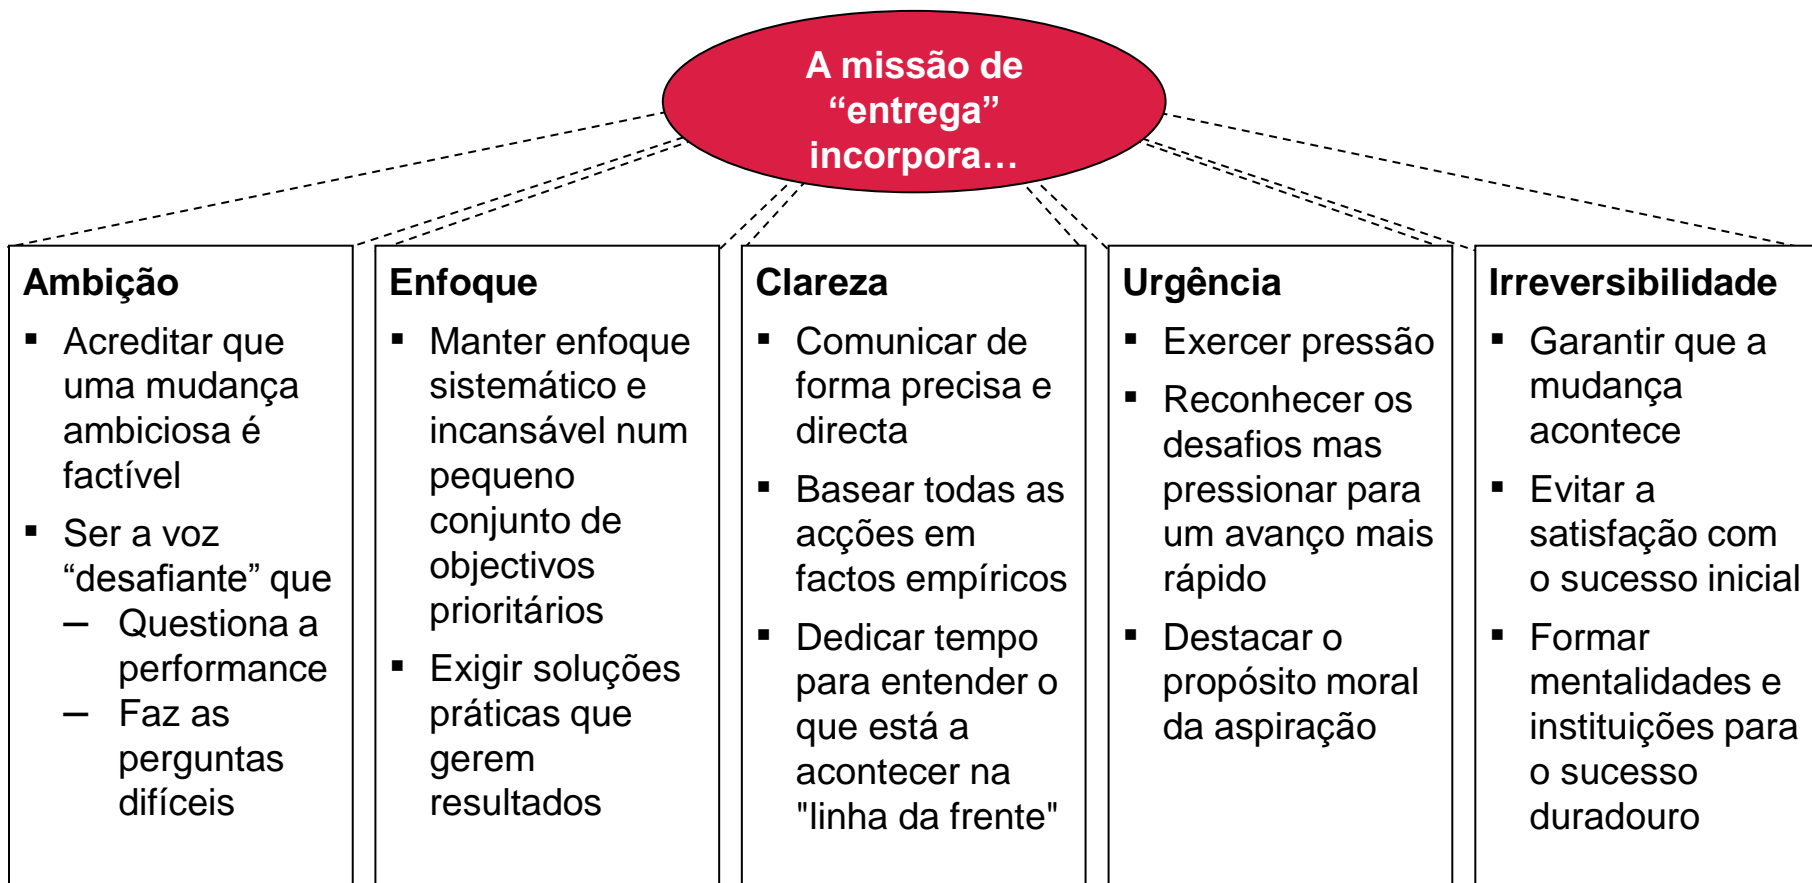 A missão de
“entrega”
incorpora…
Ambição
▪ Acreditar que
uma mudança
ambiciosa é
factível
▪ Ser a voz
“desafiante” que
– Questiona a
performance
– Faz as
perguntas
difíceis
Enfoque
▪ Manter enfoque
sistemático e
incansável num
pequeno
conjunto de
objectivos
prioritários
▪ Exigir soluções
práticas que
gerem
resultados
Clareza
▪ Comunicar de
forma precisa e
directa
▪ Basear todas as
acções em
factos empíricos
▪ Dedicar tempo
para entender o
que está a
acontecer na
"linha da frente"
Urgência
▪ Exercer pressão
▪ Reconhecer os
desafios mas
pressionar para
um avanço mais
rápido
▪ Destacar o
propósito moral
da aspiração
Irreversibilidade
▪ Garantir que a
mudança
acontece
▪ Evitar a
satisfação com
o sucesso inicial
▪ Formar
mentalidades e
instituições para
o sucesso
duradouro